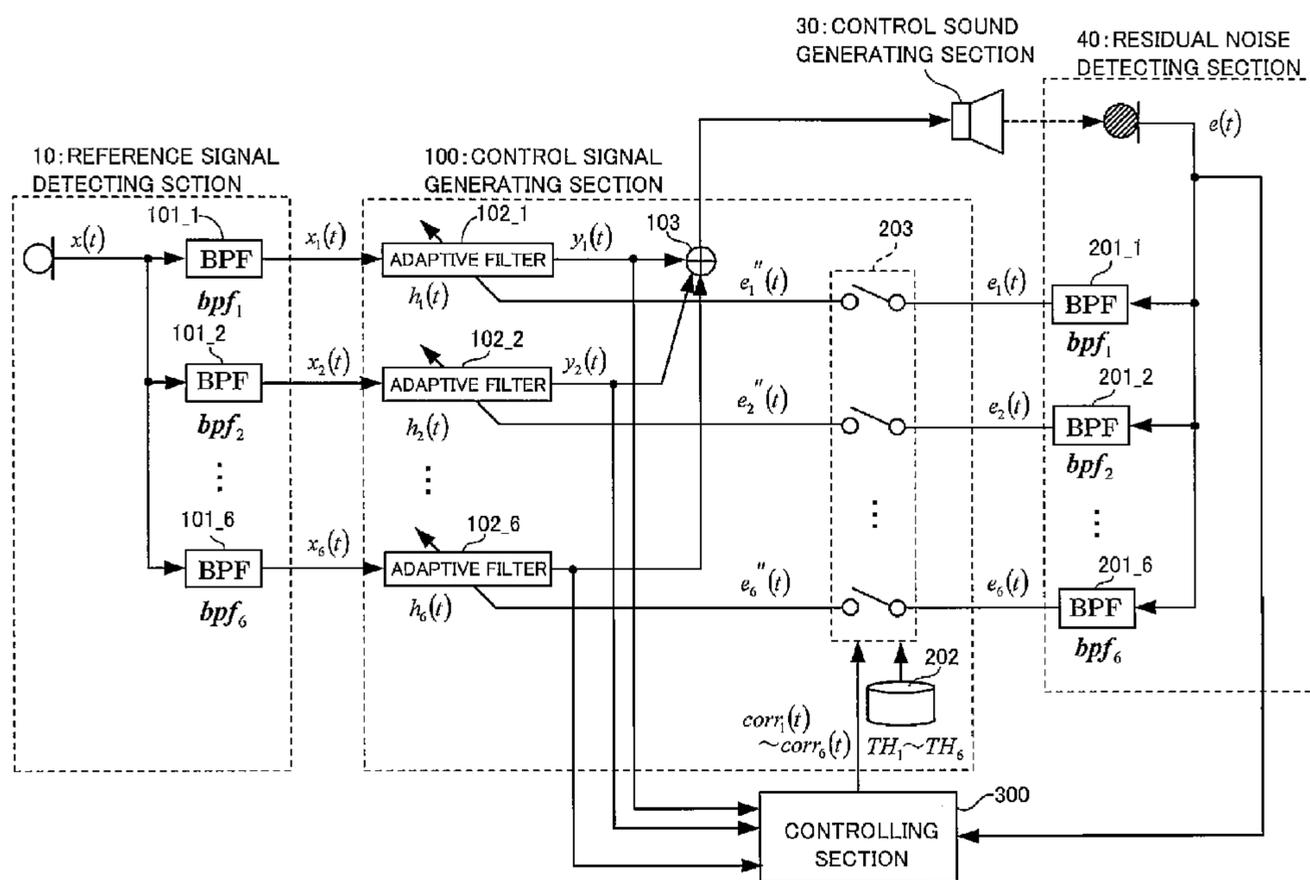 30:CONTROL SOUND
GENERATING SECTION
40:RESIDUAL NOISE
DETECTING SECTION
e(t)
10:REFERENCE SIGNAL
DETECTING SCTION
100:CONTROL SIGNAL
GENERATING SECTION
x(t)
101_1
BPF
bpf1
x1(t)
102_1
ADAPTIVE FILTER
h1(t)
y1(t)
103
e1''(t)
203
e1(t)
201_1
BPF
bpf1
101_2
BPF
bpf2
x2(t)
102_2
ADAPTIVE FILTER
h2(t)
y2(t)
e2''(t)
e2(t)
201_2
BPF
bpf2
101_6
BPF
bpf6
x6(t)
102_6
ADAPTIVE FILTER
h6(t)
e6''(t)
e6(t)
201_6
BPF
bpf6
202
corr1(t)
~corr6(t)
TH1~TH6
300
CONTROLLING
SECTION